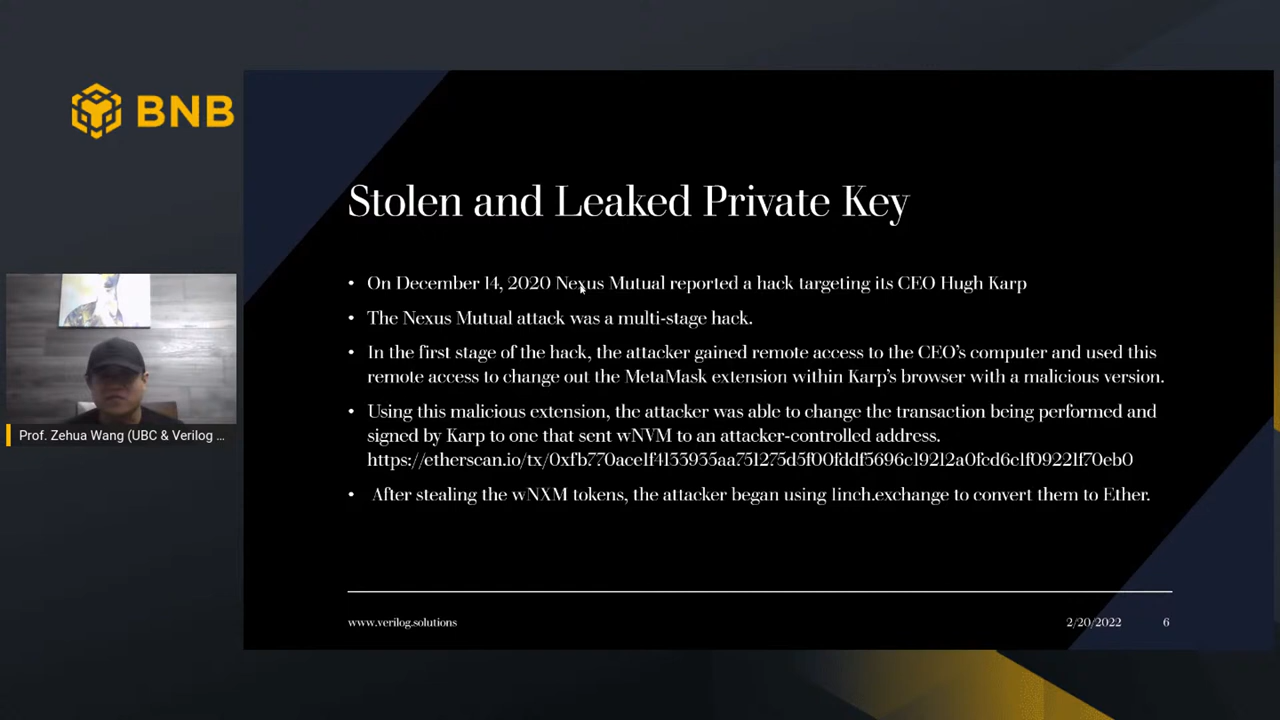 BNB
Stolen and Leaked Private Key
• On December 14, 2020 Nexus Mutual reported a hack targeting its CEO Hugh Karp
• The Nexus Mutual attack was a multi-stage hack.
• In the first stage of the hack, the attacker gained remote access to the CEO's computer and used this
remote access to change out the MetaMask extension within Karp's browser with a malicious version.
• Using this malicious extension, the attacker was able to change the transaction being performed and
signed by Karp to one that sent wNVM to an attacker-controlled address.
https://etherscan.io/tx/0xfb770ace1f4133935aa751275d5f00fddf5696c19212a0fcd6c1f09221f70eb0
• After stealing the wNXM tokens, the attacker began using 1inch.exchange to convert them to Ether.
Prof. Zehua Wang (UBC & Verilog ...
www.verilog.solutions
2/20/2022
6